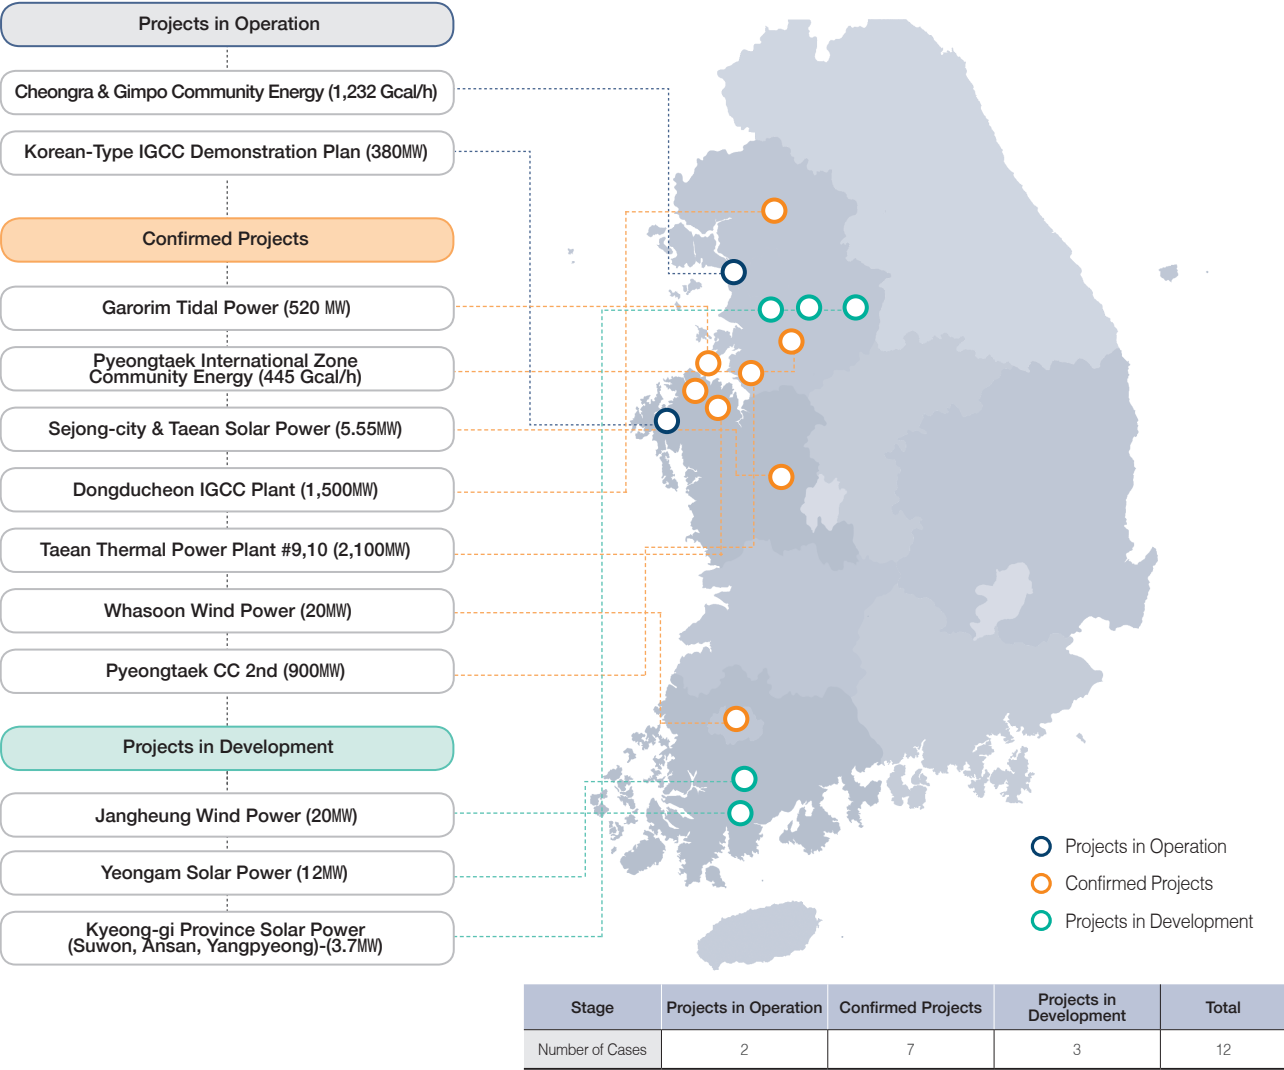 Projects in Operation
Cheongra & Gimpo Community Energy (1,232 Gcal/h)
Korean-Type IGCC Demonstration Plan (380MW)
Confirmed Projects
Garorim Tidal Power (520 MW)
Pyeongtaek International Zone
Community Energy (445 Gcal/h)
Sejong-city & Taean Solar Power (5.55MW)
Dongducheon IGCC Plant (1,500MW)
Taean Thermal Power Plant #9,10 (2,100MW)
Whasoon Wind Power (20MW)
Pyeongtaek CC 2nd (900MW)
Projects in Development
Jangheung Wind Power (20MW)
Yeongam Solar Power (12MW)
Kyeong-gi Province Solar Power
(Suwon, Ansan, Yangpyeong)-(3.7MW)
Projects in Operation
Confirmed Projects
Projects in Development
Stage Projects in Operation Confirmed Projects Projects in Development Total
Number of Cases 2 7 3 12